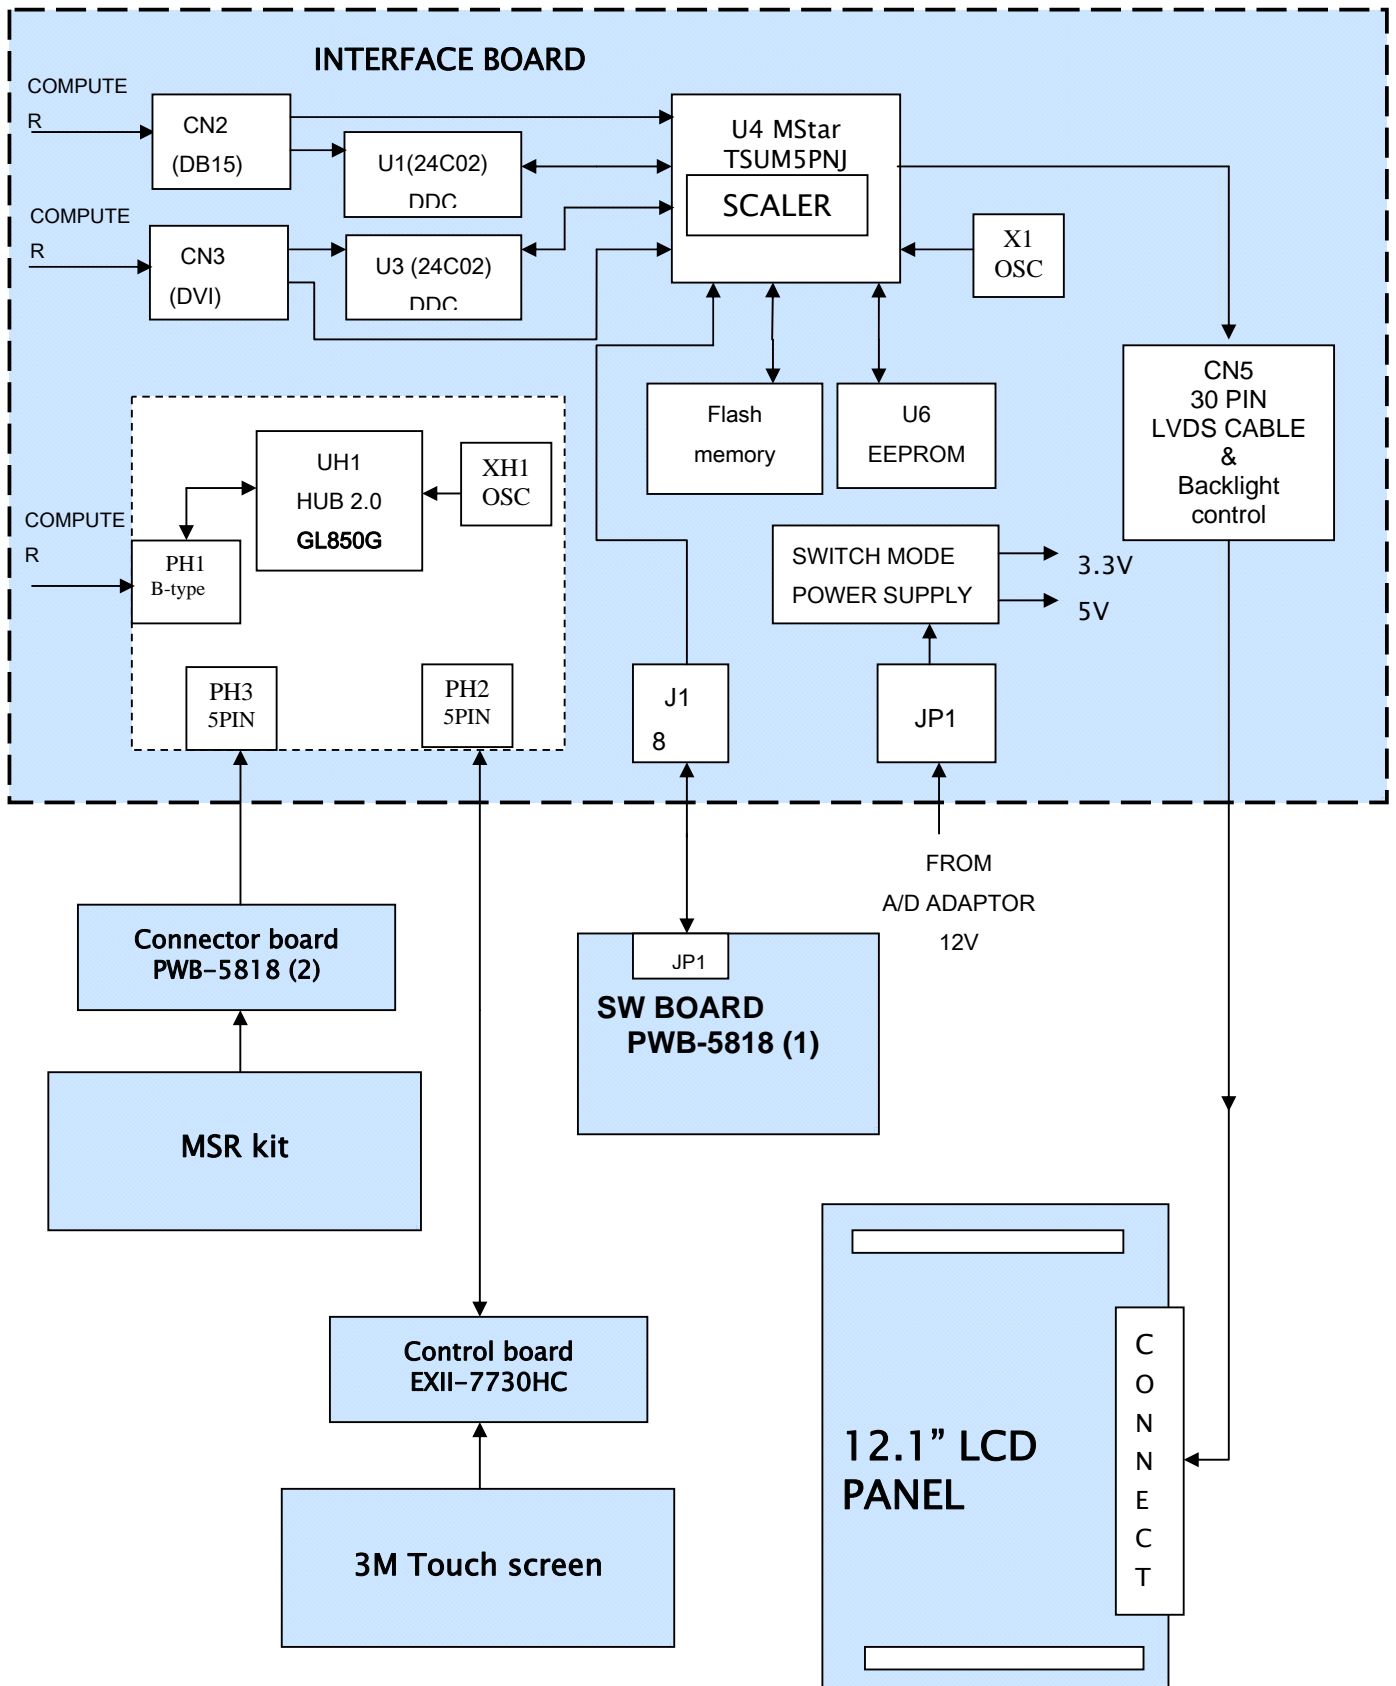 INTERFACE BOARD
COMPUTE
R
CN2
(DB15)
U1(24C02)
DDC
U4 MStar
TSUM5PNJ
SCALER
COMPUTE
R
CN3
(DVI)
U3 (24C02)
DDC
X1
OSC
Flash
memory
U6
EEPROM
CN5
30 PIN
LVDS CABLE
&
Backlight
control
UH1
HUB 2.0
GL850G
XH1
OSC
COMPUTE
R
PH1
B-type
SWITCH MODE
POWER SUPPLY
3.3V
5V
PH3
5PIN
PH2
5PIN
J1
8
JP1
FROM
A/D ADAPTOR
12V
Connector board
PWB-5818 (2)
JP1
SW BOARD
PWB-5818 (1)
MSR kit
Control board
EXII-7730HC
3M Touch screen
12.1” LCD
PANEL
C
O
N
N
E
C
T